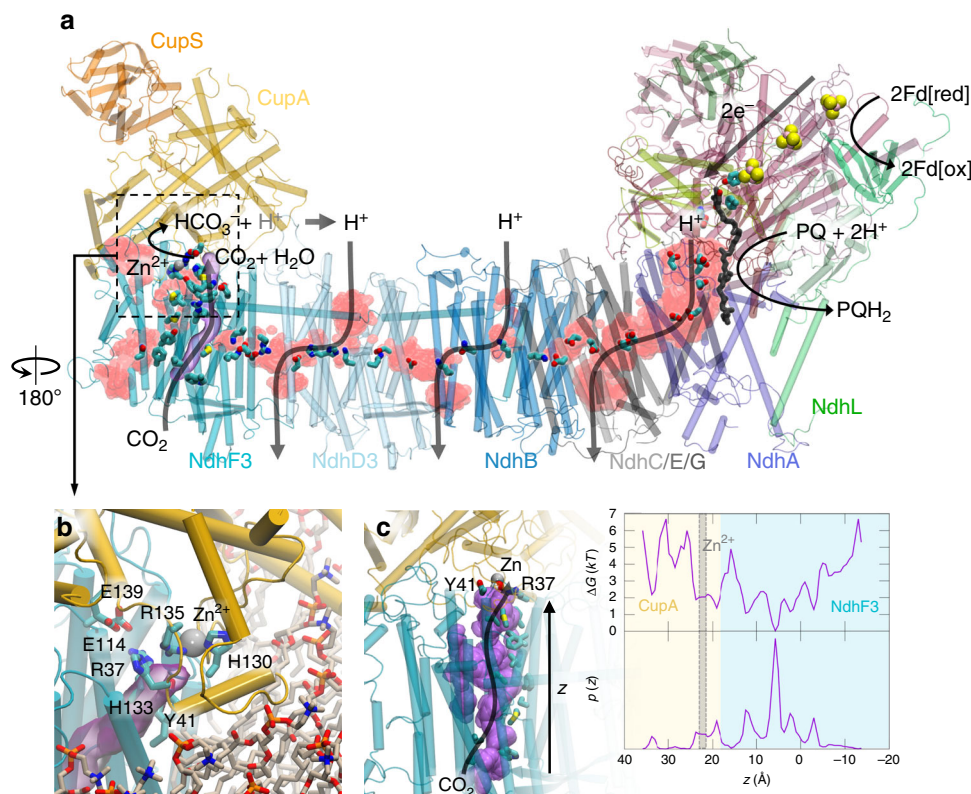 a
CupS
CupA
2e⁻
2Fd[red]
2Fd[ox]
HCO₃⁻ + H⁺
H⁺
H⁺
H⁺
PQ + 2H⁺
Zn²⁺
CO₂ + H₂O
PQH₂
180°
CO₂
NdhF3
NdhD3
NdhB
NdhC/E/G
NdhA
NdhL
b
E139
R135
Zn²⁺
E114
R37
H130
H133
Y41
c
Zn
Y41
R37
z
CO₂
7
6
5
4
3
2
1
0
ΔG (kT)
Zn²⁺
CupA
NdhF3
p (z)
40 30 20 10 0 −10 −20
z (Å)